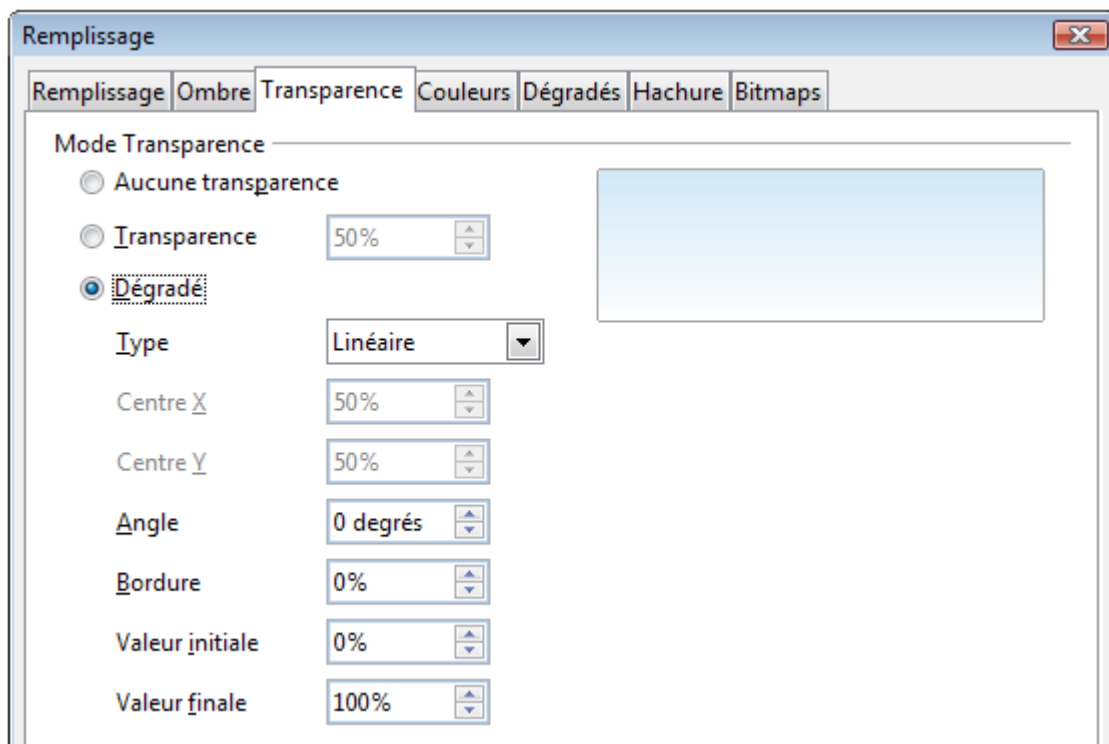 Remplissage
Remplissage Ombre Transparence Couleurs Dégradés Hachure Bitmaps
Mode Transparence
Aucune transparence
Transparence 50%
Dégradé
Type Linéaire
Centre X 50%
Centre Y 50%
Angle 0 degrés
Bordure 0%
Valeur initiale 0%
Valeur finale 100%